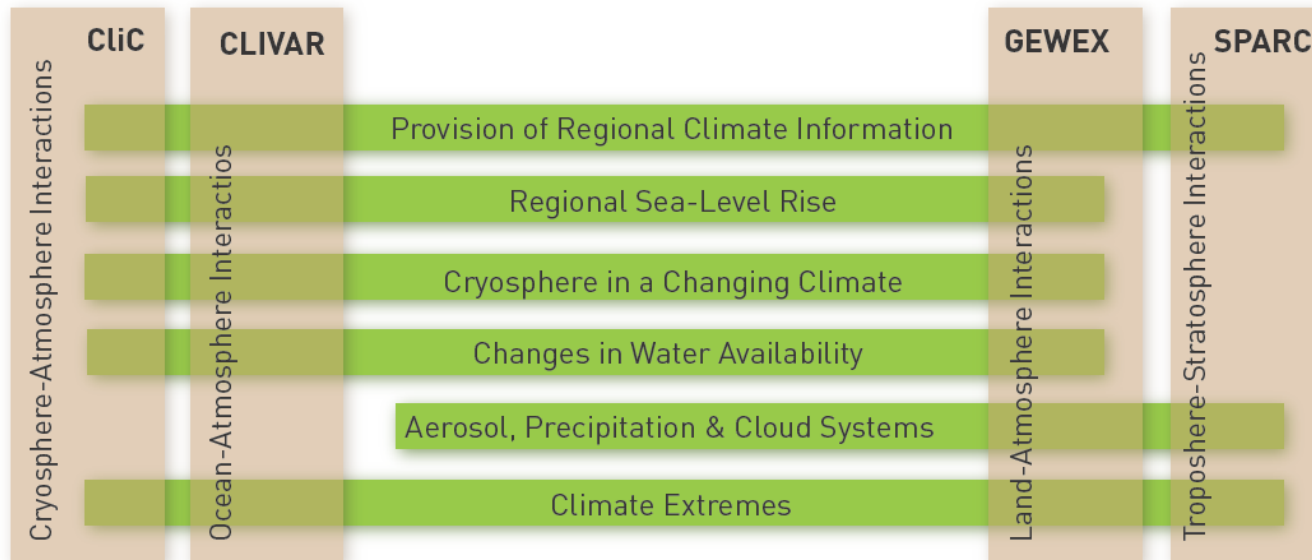 CliC
CLIVAR
GEWEX
SPARC
Cryosphere-Atmosphere Interactions
Ocean-Atmosphere Interactios
Land-Atmosphere Interactions
Troposhere-Stratosphere Interactions
Provision of Regional Climate Information
Regional Sea-Level Rise
Cryosphere in a Changing Climate
Changes in Water Availability
Aerosol, Precipitation & Cloud Systems
Climate Extremes